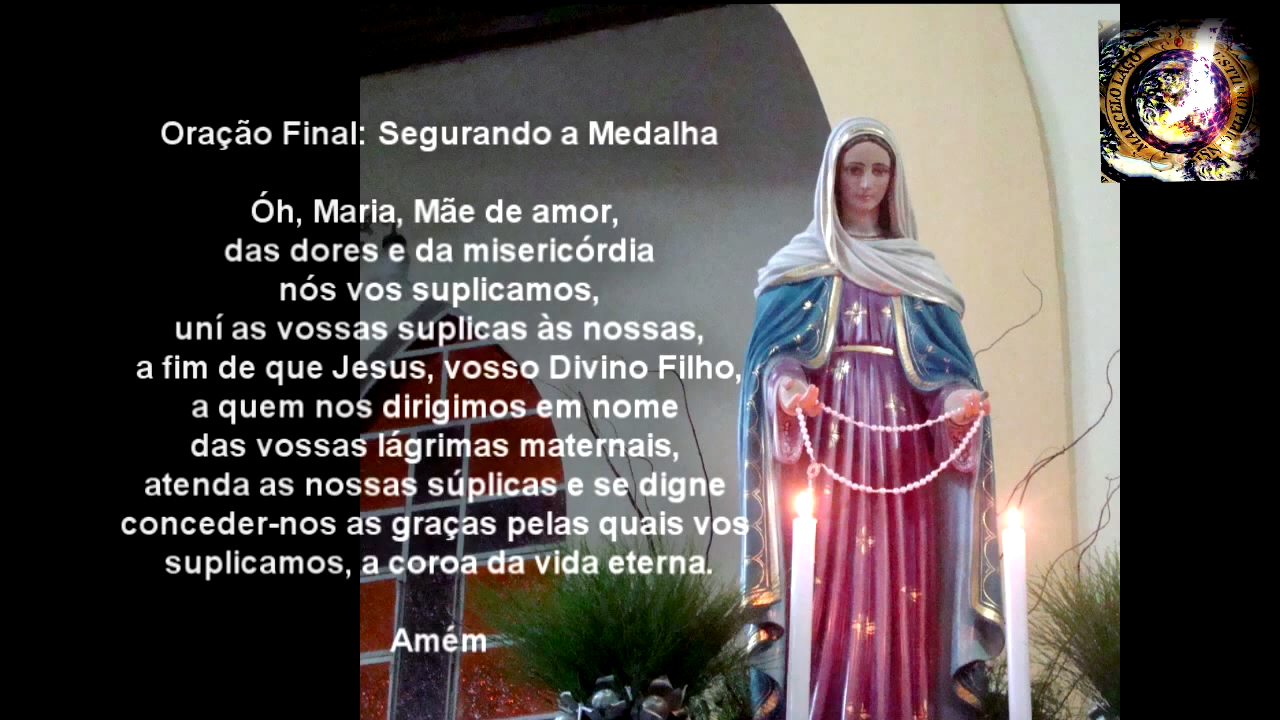 Oração Final: Segurando a Medalha
Óh, Maria, Mãe de amor,
das dores e da misericórdia
nós vos suplicamos,
uní as vossas suplicas às nossas,
a fim de que Jesus, vosso Divino Filho,
a quem nos dirigimos em nome
das vossas lágrimas maternais,
atenda as nossas súplicas e se digne
conceder-nos as graças pelas quais vos
suplicamos, a coroa da vida eterna.
Amém
MARCELO LAGO